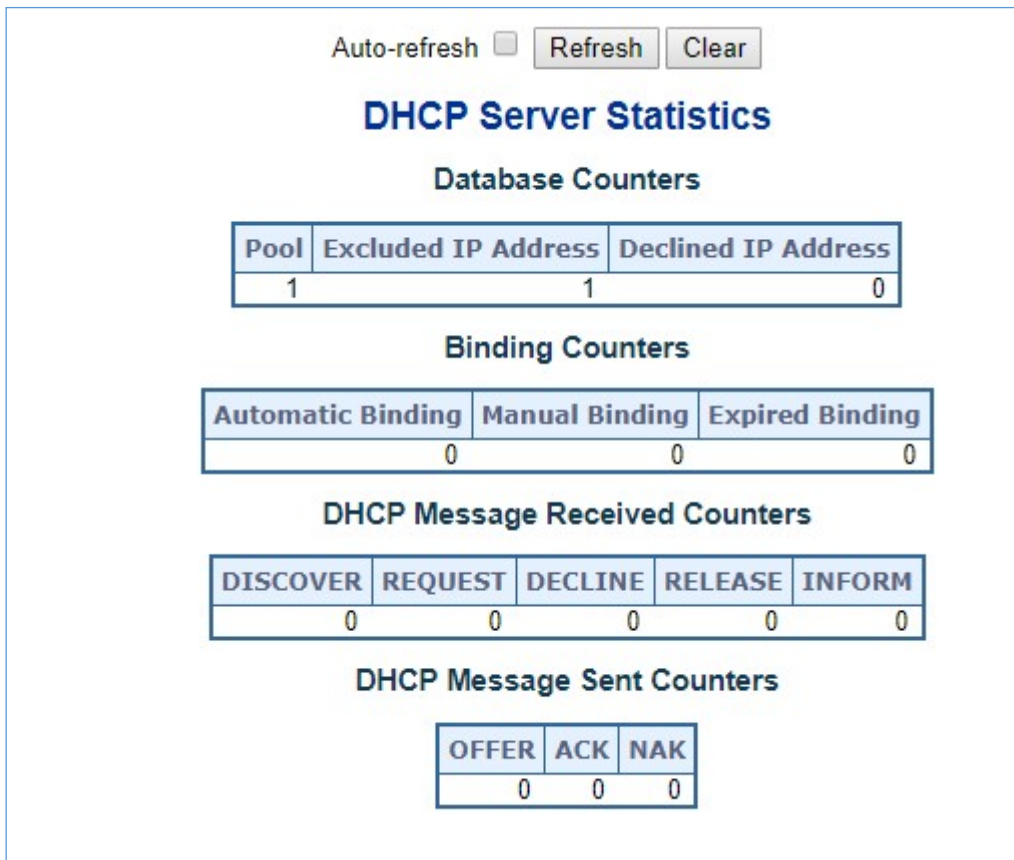 Auto-refresh Refresh Clear
DHCP Server Statistics
Database Counters
Pool Excluded IP Address Declined IP Address
1 1 0
Binding Counters
Automatic Binding Manual Binding Expired Binding
0 0 0
DHCP Message Received Counters
DISCOVER REQUEST DECLINE RELEASE INFORM
0 0 0 0 0
DHCP Message Sent Counters
OFFER ACK NAK
0 0 0